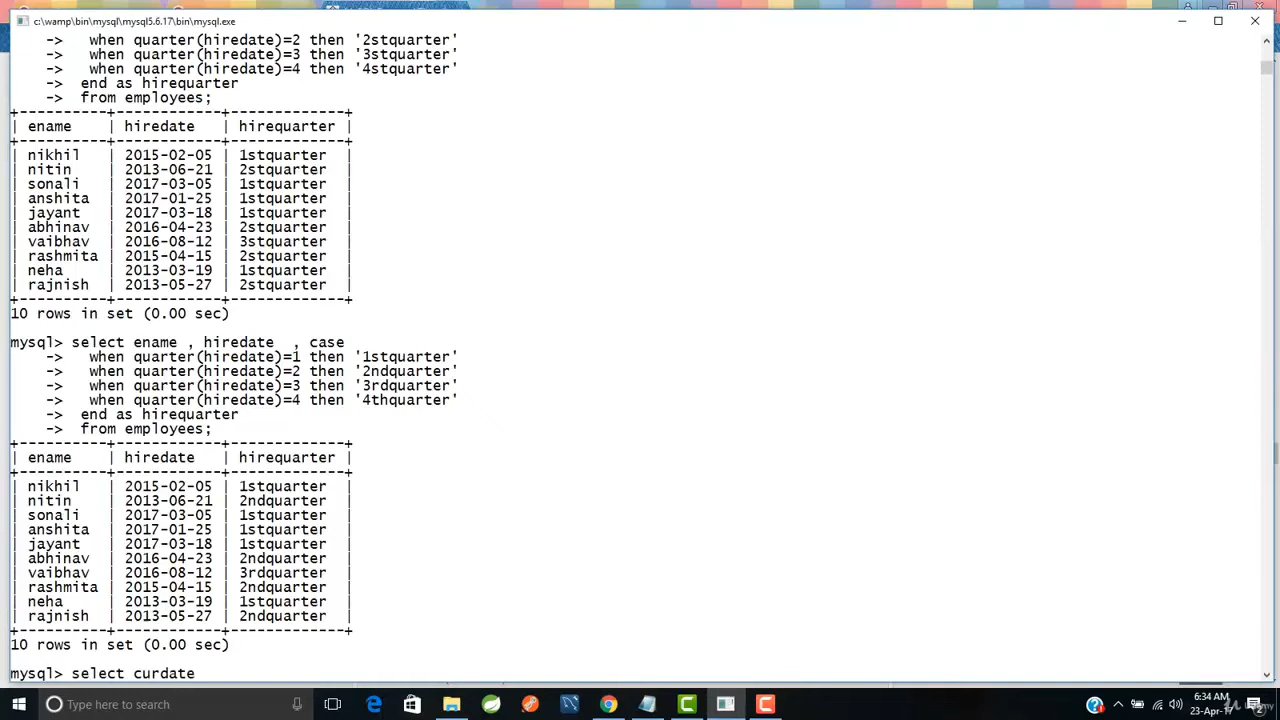 c:\wamp\bin\mysql\mysql5.6.17\bin\mysql.exe
    ->   when quarter(hiredate)=2 then '2stquarter'
    ->   when quarter(hiredate)=3 then '3stquarter'
    ->   when quarter(hiredate)=4 then '4stquarter'
    ->  end as hirequarter
    ->  from employees;
+----------+------------+-------------+
| ename    | hiredate   | hirequarter |
+----------+------------+-------------+
| nikhil   | 2015-02-05 | 1stquarter  |
| nitin    | 2013-06-21 | 2stquarter  |
| sonali   | 2017-03-05 | 1stquarter  |
| anshita  | 2017-01-25 | 1stquarter  |
| jayant   | 2017-03-18 | 1stquarter  |
| abhinav  | 2016-04-23 | 2stquarter  |
| vaibhav  | 2016-08-12 | 3stquarter  |
| rashmita | 2015-04-15 | 2stquarter  |
| neha     | 2013-03-19 | 1stquarter  |
| rajnish  | 2013-05-27 | 2stquarter  |
+----------+------------+-------------+
10 rows in set (0.00 sec)
mysql> select ename , hiredate  , case
    ->   when quarter(hiredate)=1 then '1stquarter'
    ->   when quarter(hiredate)=2 then '2ndquarter'
    ->   when quarter(hiredate)=3 then '3rdquarter'
    ->   when quarter(hiredate)=4 then '4thquarter'
    ->  end as hirequarter
    ->  from employees;
+----------+------------+-------------+
| ename    | hiredate   | hirequarter |
+----------+------------+-------------+
| nikhil   | 2015-02-05 | 1stquarter  |
| nitin    | 2013-06-21 | 2ndquarter  |
| sonali   | 2017-03-05 | 1stquarter  |
| anshita  | 2017-01-25 | 1stquarter  |
| jayant   | 2017-03-18 | 1stquarter  |
| abhinav  | 2016-04-23 | 2ndquarter  |
| vaibhav  | 2016-08-12 | 3rdquarter  |
| rashmita | 2015-04-15 | 2ndquarter  |
| neha     | 2013-03-19 | 1stquarter  |
| rajnish  | 2013-05-27 | 2ndquarter  |
+----------+------------+-------------+
10 rows in set (0.00 sec)
mysql> select curdate
Type here to search
6:34 AM
23-Apr-17